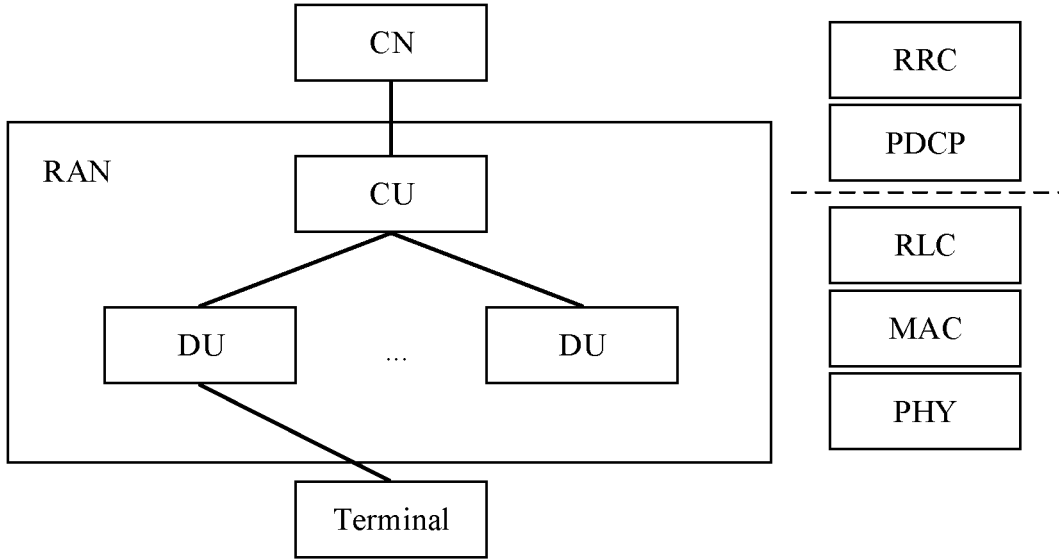 CN
RAN
CU
DU
...
DU
Terminal
RRC
PDCP
RLC
MAC
PHY